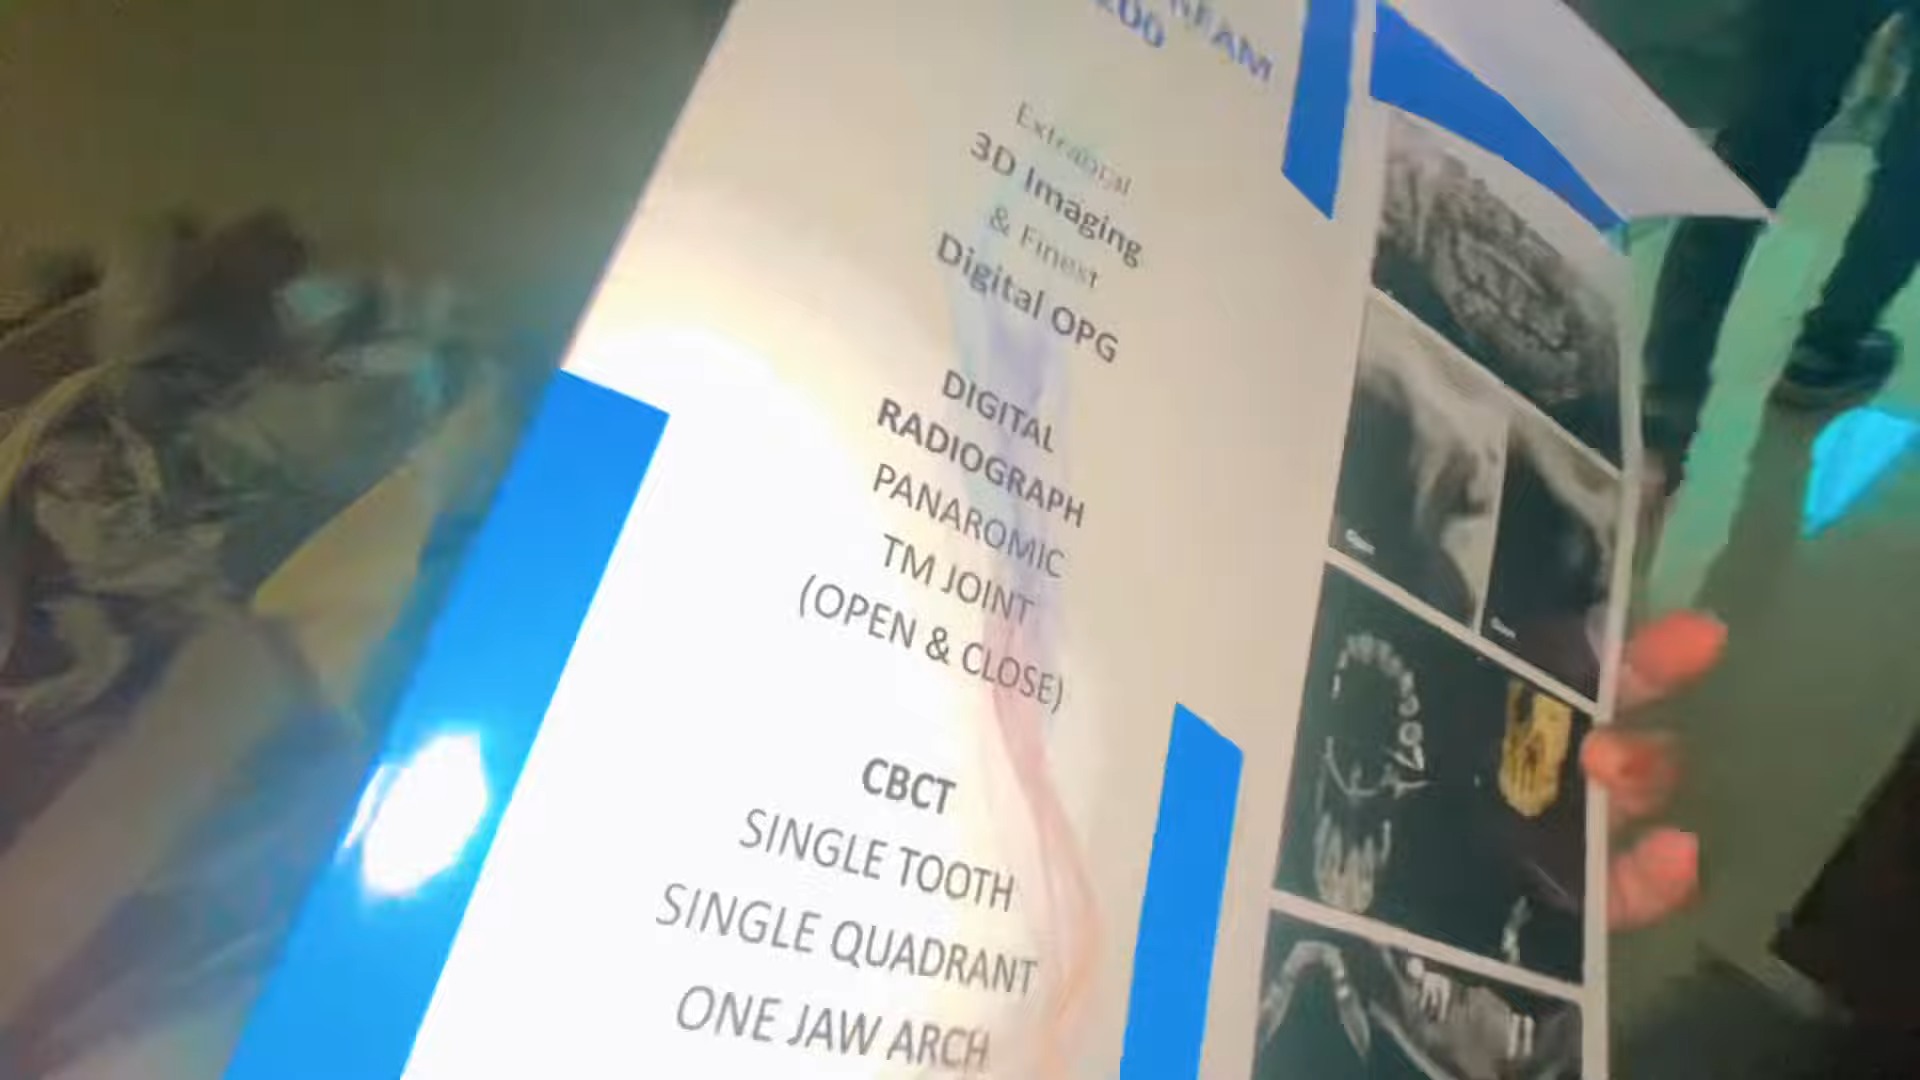 Extraoral
3D Imaging
& Finest
Digital OPG
DIGITAL
RADIOGRAPH
PANAROMIC
TM JOINT
(OPEN & CLOSE)
CBCT
SINGLE TOOTH
SINGLE QUADRANT
ONE JAW ARCH